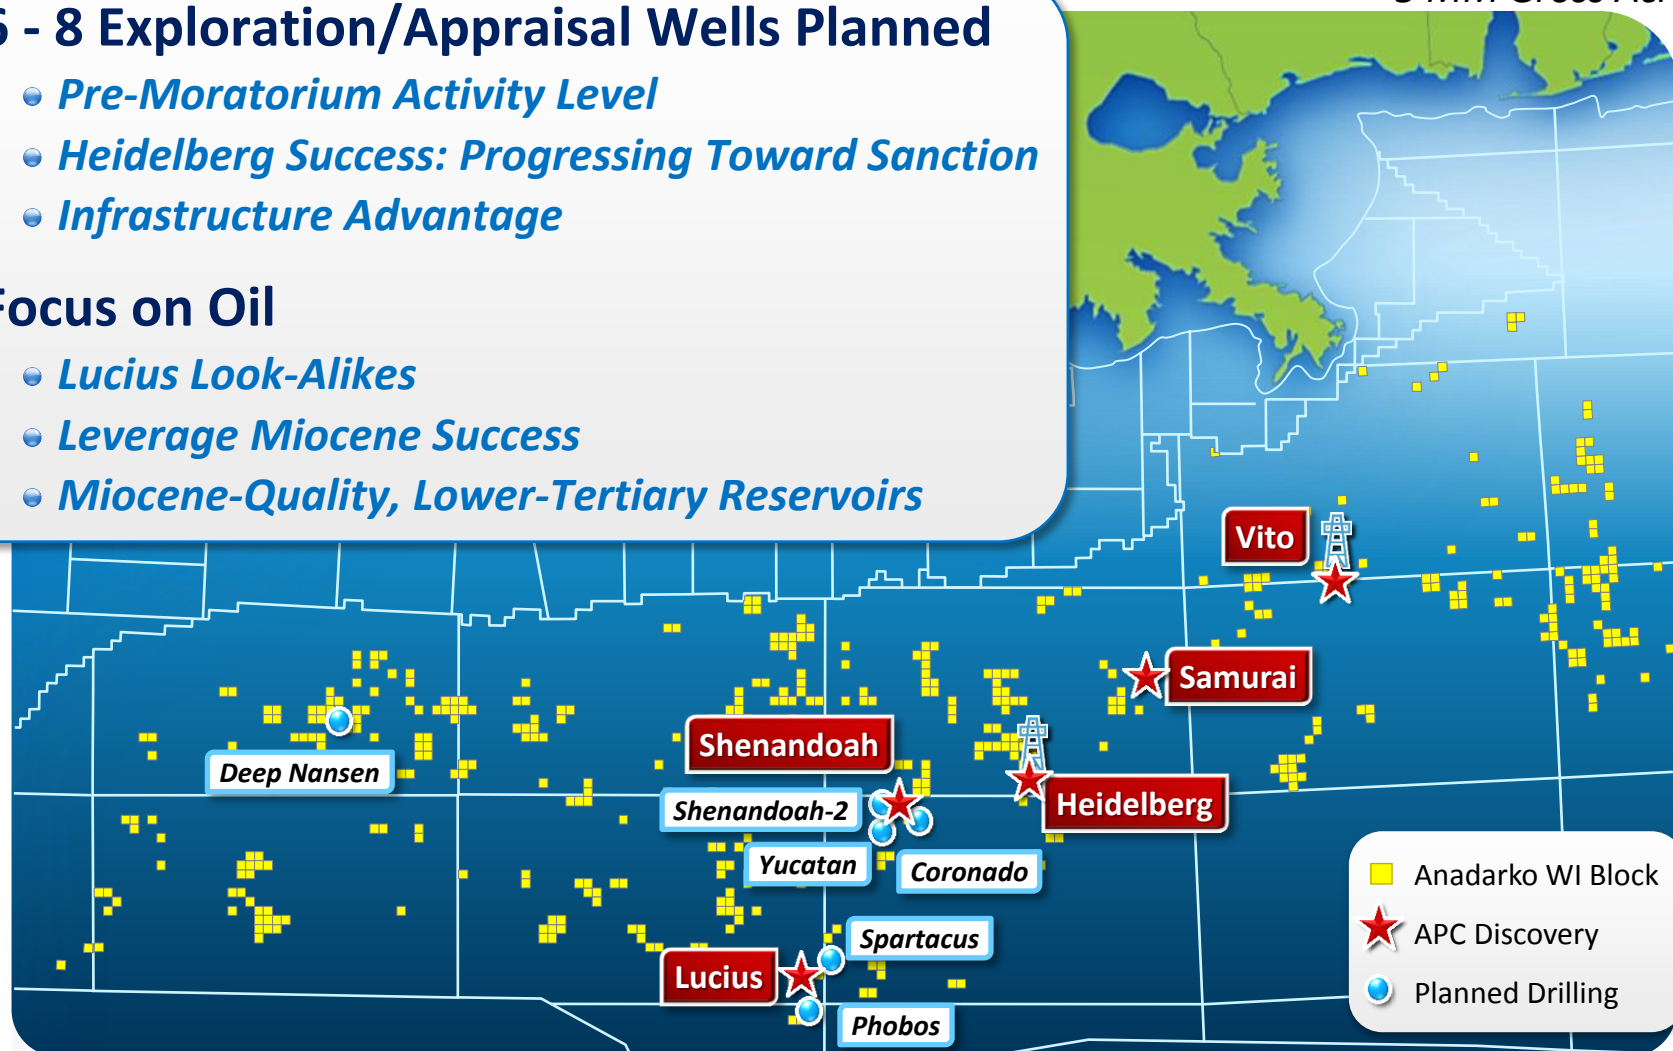 - 8 Exploration/Appraisal Wells Planned
Pre-Moratorium Activity Level
Heidelberg Success: Progressing Toward Sanction
Infrastructure Advantage
Focus on Oil
Lucius Look-Alikes
Leverage Miocene Success
Miocene-Quality, Lower-Tertiary Reservoirs
Vito
Samurai
Shenandoah
Deep Nansen
Shenandoah-2
Heidelberg
Yucatan
Coronado
Spartacus
Lucius
Phobos
Anadarko WI Block
APC Discovery
Planned Drilling